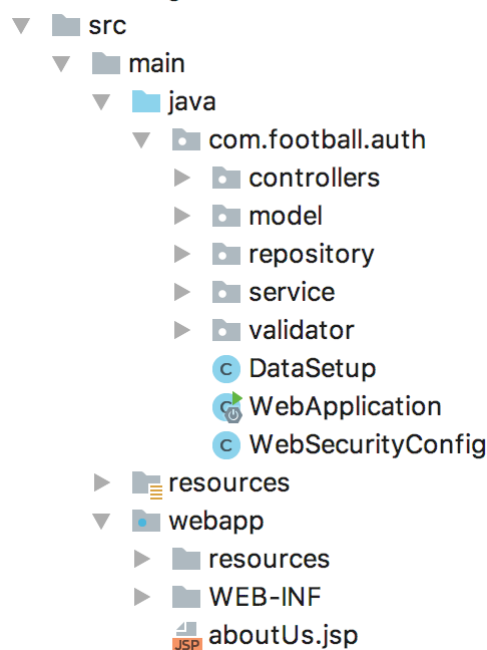 src
main
java
com.football.auth
controllers
model
repository
service
validator
C DataSetup
C WebApplication
C WebSecurityConfig
resources
webapp
resources
WEB-INF
JSP aboutUs.jsp